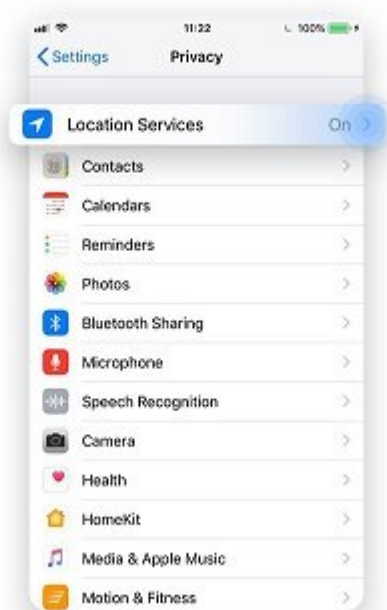 11:22
100%
Settings
Privacy
Location Services On
Contacts
Calendars
Reminders
Photos
Bluetooth Sharing
Microphone
Speech Recognition
Camera
Health
HomeKit
Media & Apple Music
Motion & Fitness